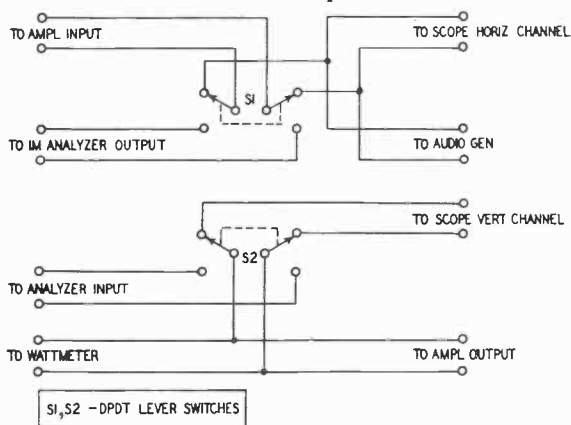 TO AMPL INPUT
TO SCOPE HORIZ CHANNEL
S1
TO IM ANALYZER OUTPUT
TO AUDIO GEN
TO SCOPE VERT CHANNEL
S2
TO ANALYZER INPUT
TO WATTMETER
TO AMPL OUTPUT
S1,S2 - DPDT LEVER SWITCHES